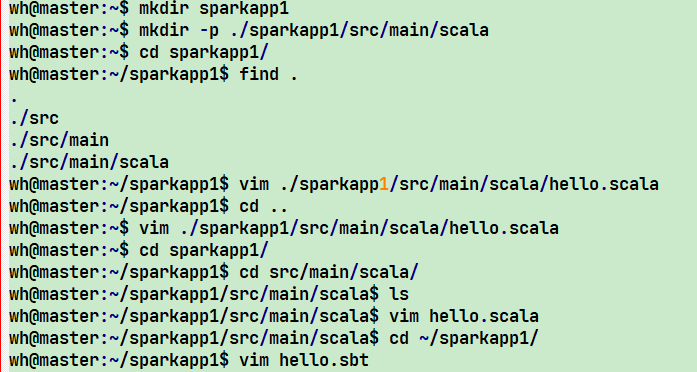 wh@master:~$ mkdir sparkapp1
wh@master:~$ mkdir -p ./sparkapp1/src/main/scala
wh@master:~$ cd sparkapp1/
wh@master:~/sparkapp1$ find .
.
./src
./src/main
./src/main/scala
wh@master:~/sparkapp1$ vim ./sparkapp1/src/main/scala/hello.scala
wh@master:~/sparkapp1$ cd ..
wh@master:~$ vim ./sparkapp1/src/main/scala/hello.scala
wh@master:~$ cd sparkapp1/
wh@master:~/sparkapp1$ cd src/main/scala/
wh@master:~/sparkapp1/src/main/scala$ ls
wh@master:~/sparkapp1/src/main/scala$ vim hello.scala
wh@master:~/sparkapp1/src/main/scala$ cd ~/sparkapp1/
wh@master:~/sparkapp1$ vim hello.sbt